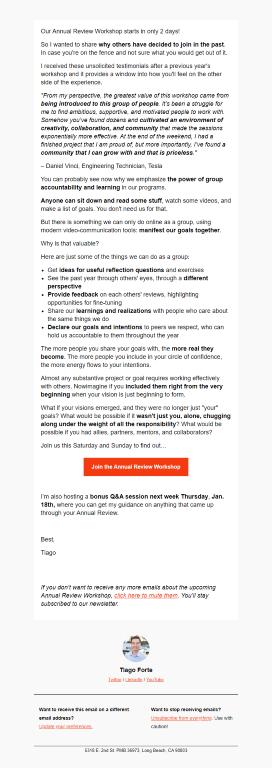 Our Annual Review Workshop starts in only 2 days!
So I wanted to share why others have decided to join in the past,
in case you're on the fence and not sure what you would get out of it.
I received these unsolicited testimonials after a previous year's
workshop and it provides a window into how you'll feel on the other
side of the experience.
"From my perspective, the greatest value of this workshop came from
being introduced to this group of people. It's been a struggle for
me to find ambitious, supportive, and motivated people to work with.
Somehow you've found dozens and cultivated an environment of
creativity, collaboration, and community that made the sessions
exponentially more effective. At the end of the weekend, I had a
finished project that I am proud of, but more importantly, I've found a
community that I can grow with and that is priceless."
– Daniel Vinci, Engineering Technician, Tesla
You can probably see now why we emphasize the power of group
accountability and learning in our programs.
Anyone can sit down and read some stuff, watch some videos, and
make a list of goals. You don't need us for that.
But there is something we can only do online as a group, using
modern video-communication tools: manifest our goals together.
Why is that valuable?
Here are just some of the things we can do as a group:
• Get ideas for useful reflection questions and exercises
• See the past year through others' eyes, through a different
perspective
• Provide feedback on each others' reviews, highlighting
opportunities for fine-tuning
• Share our learnings and realizations with people who care about
the same things we do
• Declare our goals and intentions to peers we respect, who can
hold us accountable to them throughout the year
The more people you share your goals with, the more real they
become. The more people you include in your circle of confidence,
the more energy flows to your intentions.
Almost any substantive project or goal requires working effectively
with others. Nowimagine if you included them right from the very
beginning when your vision is just beginning to form.
What if your visions emerged, and they were no longer just "your"
goals? What would be possible if it wasn't just you, alone, chugging
along under the weight of all the responsibility? What would be
possible if you had allies, partners, mentors, and collaborators?
Join us this Saturday and Sunday to find out…
Join the Annual Review Workshop
I'm also hosting a bonus Q&A session next week Thursday, Jan.
18th, where you can get my guidance on anything that came up
through your Annual Review.
Best,
Tiago
If you don't want to receive any more emails about the upcoming
Annual Review Workshop, click here to mute them. You'll stay
subscribed to our newsletter.
Tiago Forte
Twitter / LinkedIn / YouTube
Want to receive this email on a different
email address?
Update your preferences.
Want to stop receiving emails?
Unsubscribe from everything. Use with
caution!
5318 E. 2nd St. PMB 36973, Long Beach, CA 90803